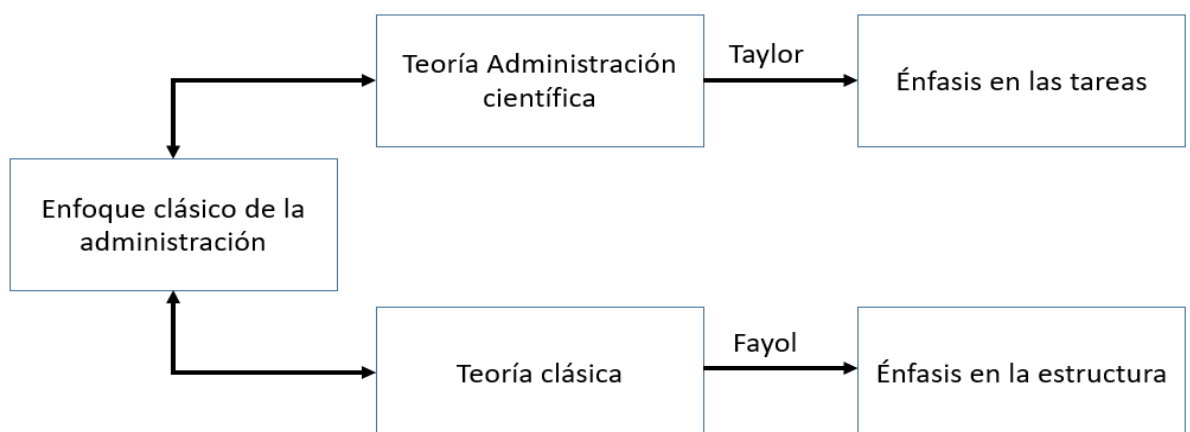 Teoría Administración
científica
Taylor
Énfasis en las tareas
Enfoque clásico de la
administración
Teoría clásica
Fayol
Énfasis en la estructura